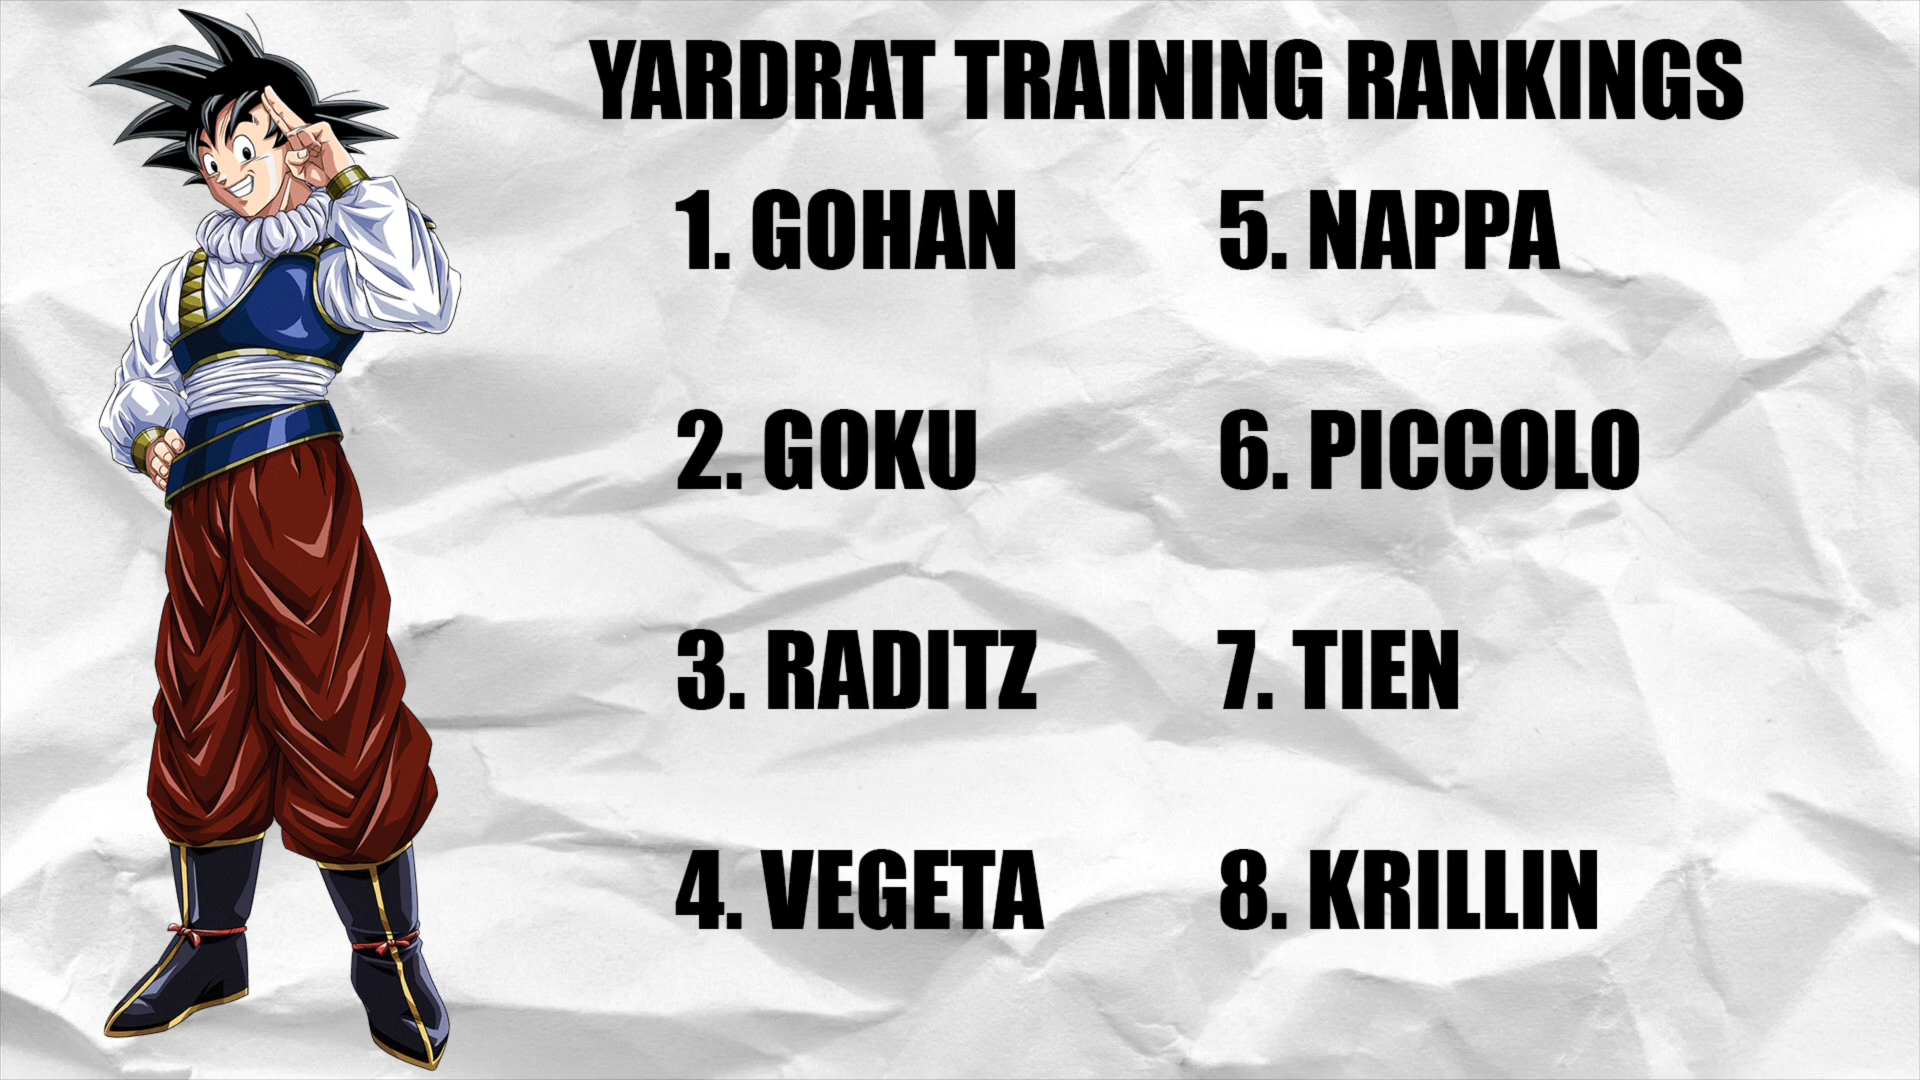 YARDRAT TRAINING RANKINGS
1. GOHAN
2. GOKU
3. RADITZ
4. VEGETA
5. NAPPA
6. PICCOLO
7. TIEN
8. KRILLIN